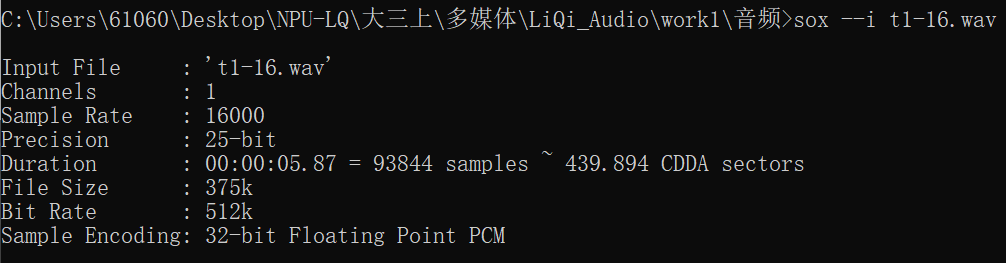 C:\Users\61060\Desktop\NPU-LQ\大三上\多媒体\LiQi_Audio\work1\音频>sox --i t1-16.wav
Input File     : 't1-16.wav'
Channels       : 1
Sample Rate    : 16000
Precision      : 25-bit
Duration       : 00:00:05.87 = 93844 samples ~ 439.894 CDDA sectors
File Size      : 375k
Bit Rate       : 512k
Sample Encoding: 32-bit Floating Point PCM